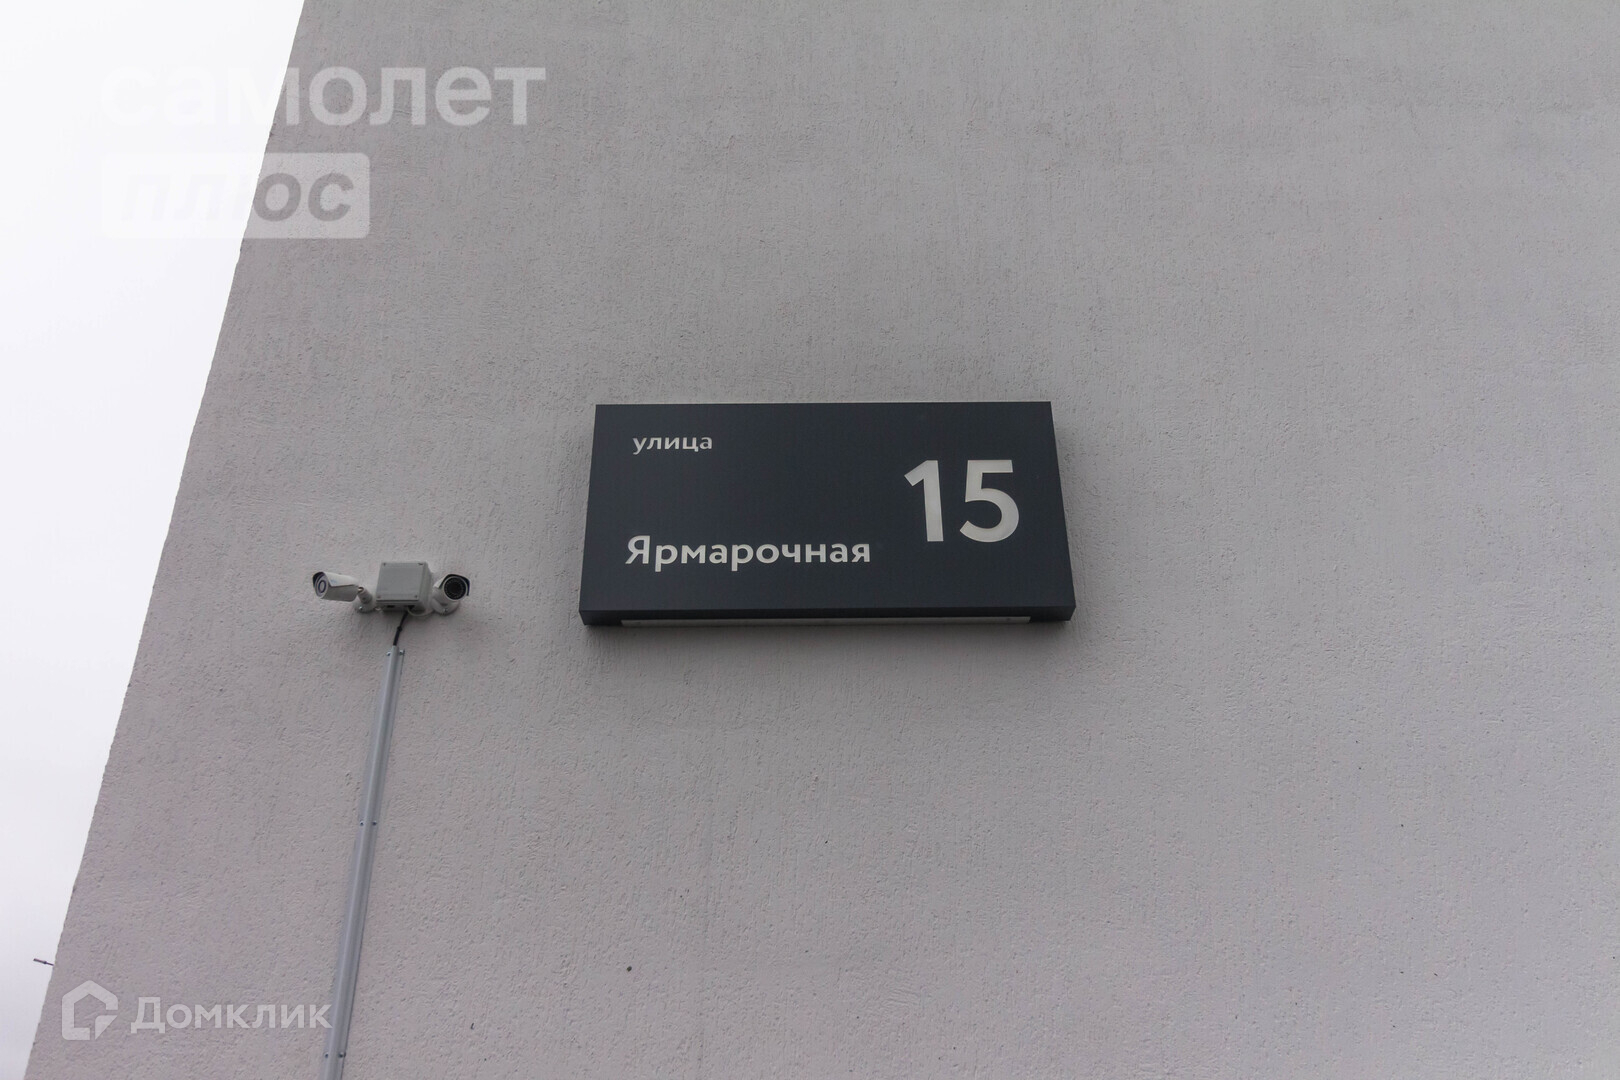 самолет
плюс
улица
15
Ярмарочная
Домклик